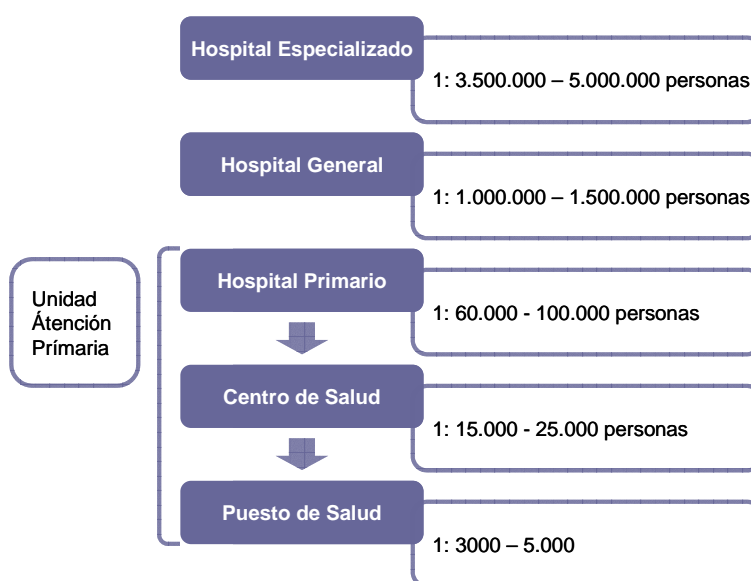 Hospital Especializado
1: 3.500.000 – 5.000.000 personas
Hospital General
1: 1.000.000 – 1.500.000 personas
Unidad
Átención
Prímaria
Hospital Primario
1: 60.000 - 100.000 personas
Centro de Salud
1: 15.000 - 25.000 personas
Puesto de Salud
1: 3000 – 5.000